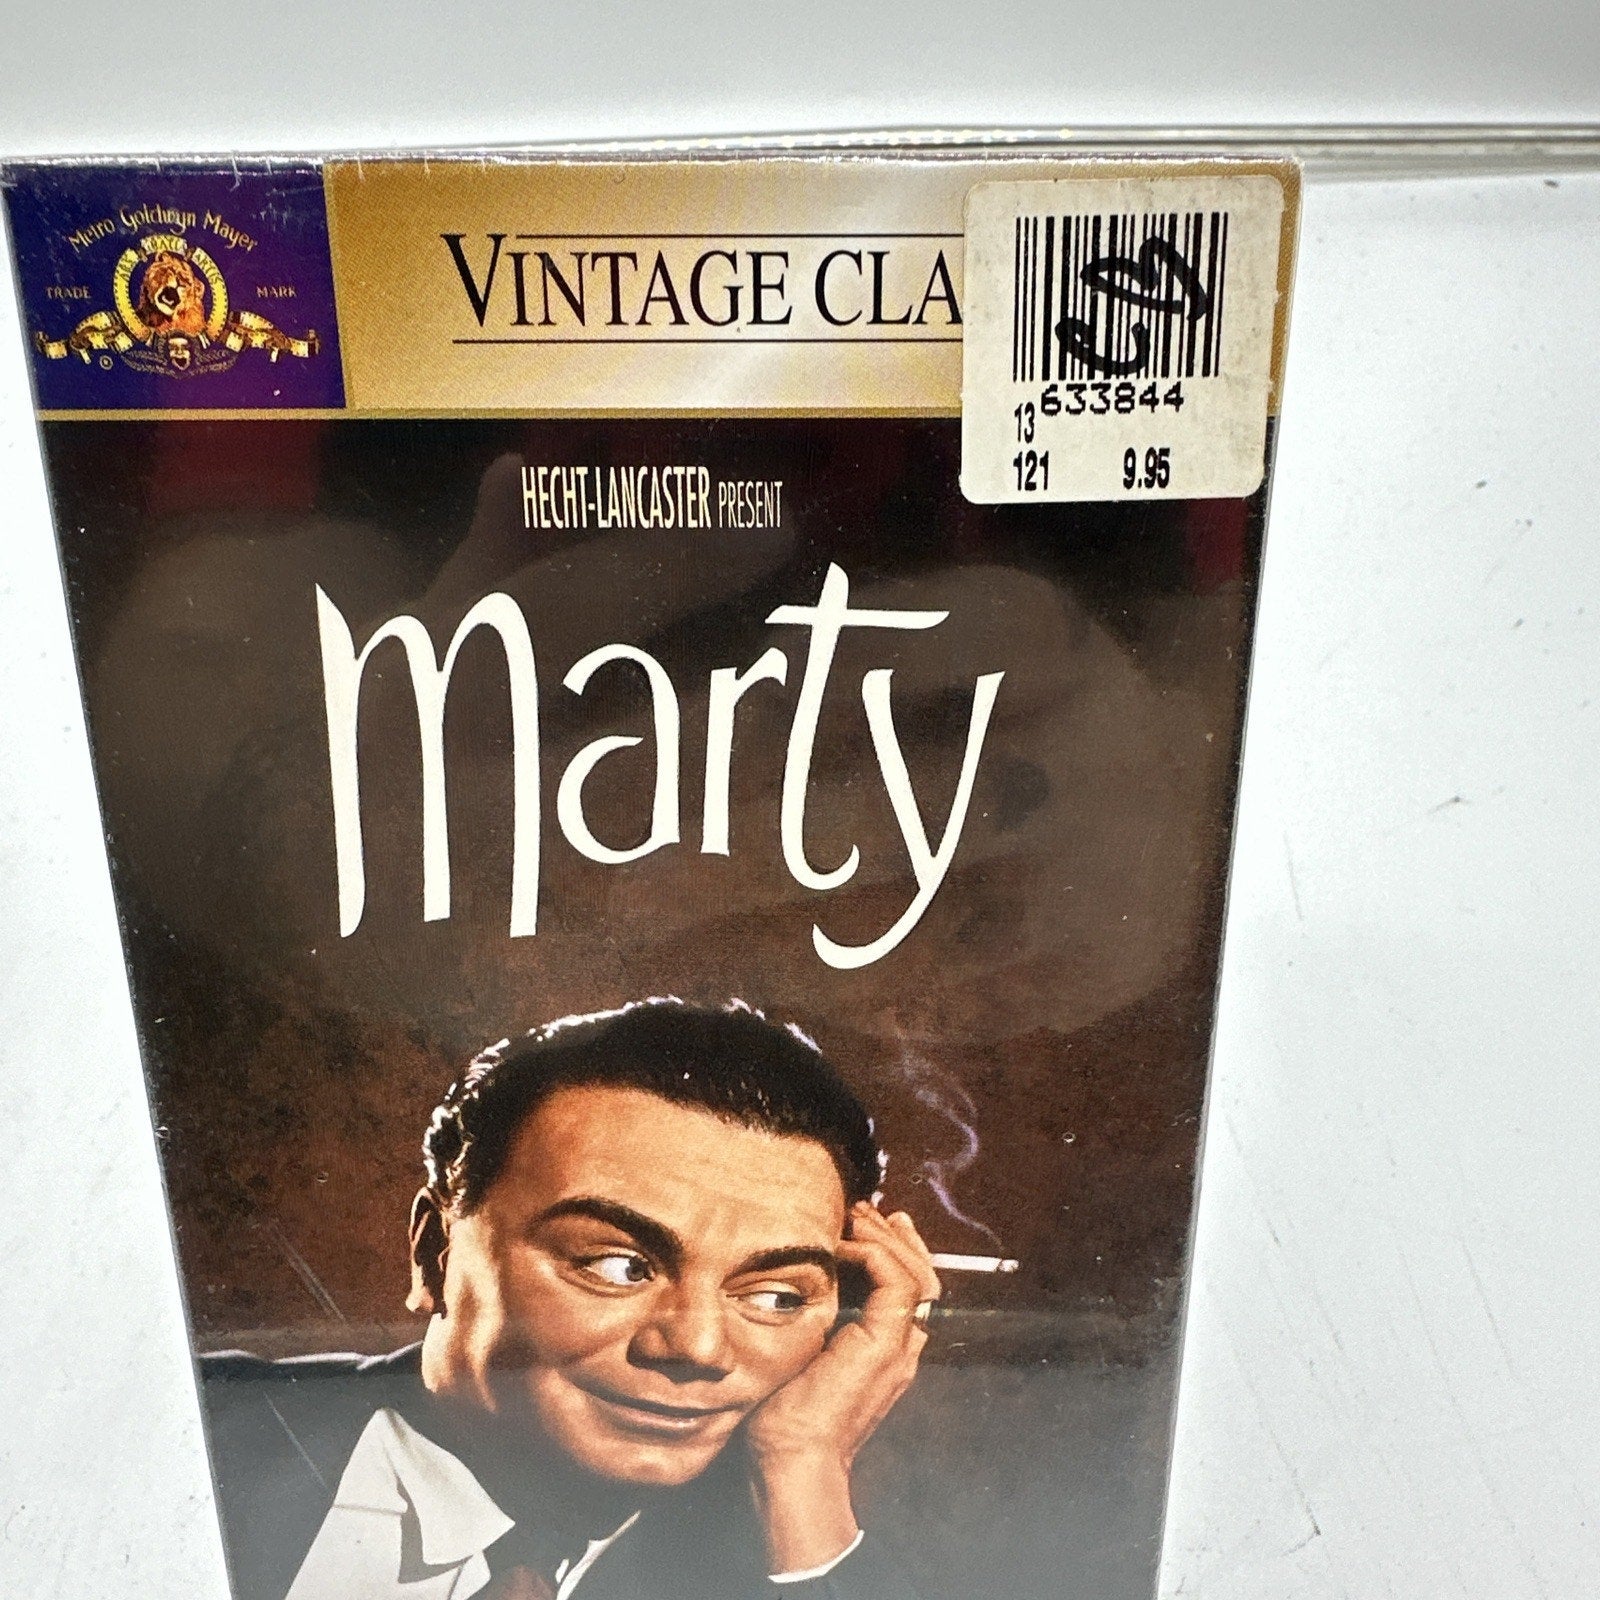 Metro Goldwyn Mayer
TRADE MARK
®
VINTAGE CLA
633844
13
121 9.95
HECHT-LANCASTER PRESENT
Marty